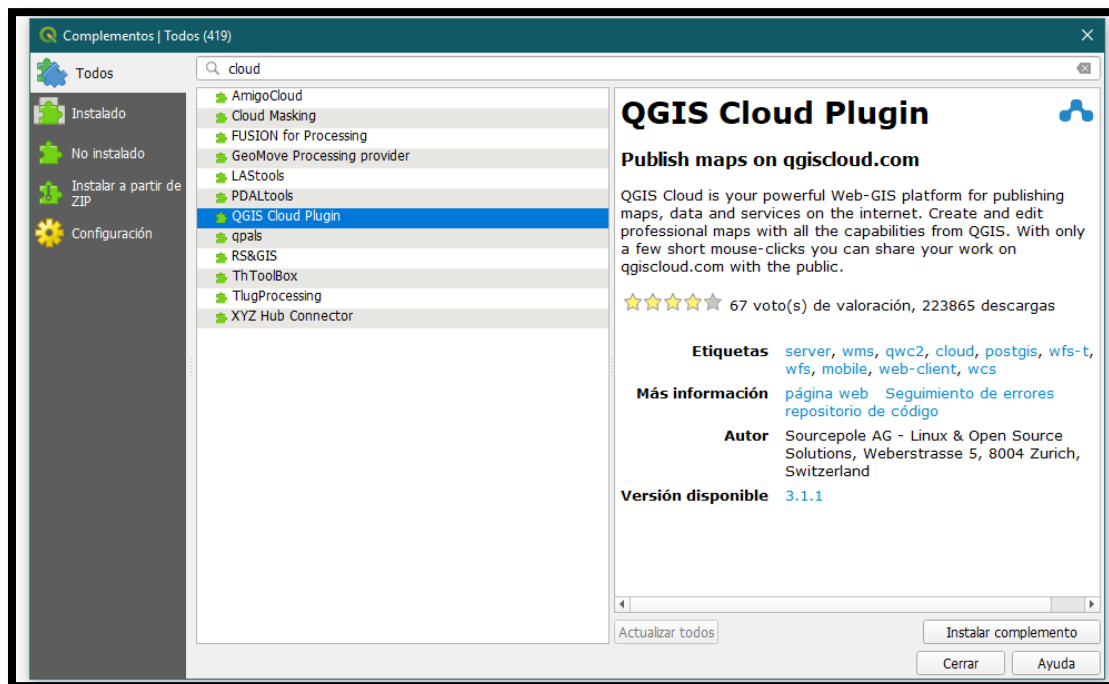 Complementos | Todos (419)
Todos
Instalado
No instalado
Instalar a partir de
ZIP
Configuración
cloud
AmigoCloud
Cloud Masking
FUSION for Processing
GeoMove Processing provider
LAStools
PDALtools
QGIS Cloud Plugin
qpals
RS&GIS
ThToolBox
TlugProcessing
XYZ Hub Connector
QGIS Cloud Plugin
Publish maps on qgiscloud.com
QGIS Cloud is your powerful Web-GIS platform for publishing
maps, data and services on the internet. Create and edit
professional maps with all the capabilities from QGIS. With only
a few short mouse-clicks you can share your work on
qgiscloud.com with the public.
67 voto(s) de valoración, 223865 descargas
Etiquetas server, wms, qwc2, cloud, postgis, wfs-t,
wfs, mobile, web-client, wcs
Más información página web Seguimiento de errores
repositorio de código
Autor Sourcepole AG - Linux & Open Source
Solutions, Weberstrasse 5, 8004 Zurich,
Switzerland
Versión disponible 3.1.1
Actualizar todos
Instalar complemento
Cerrar
Ayuda